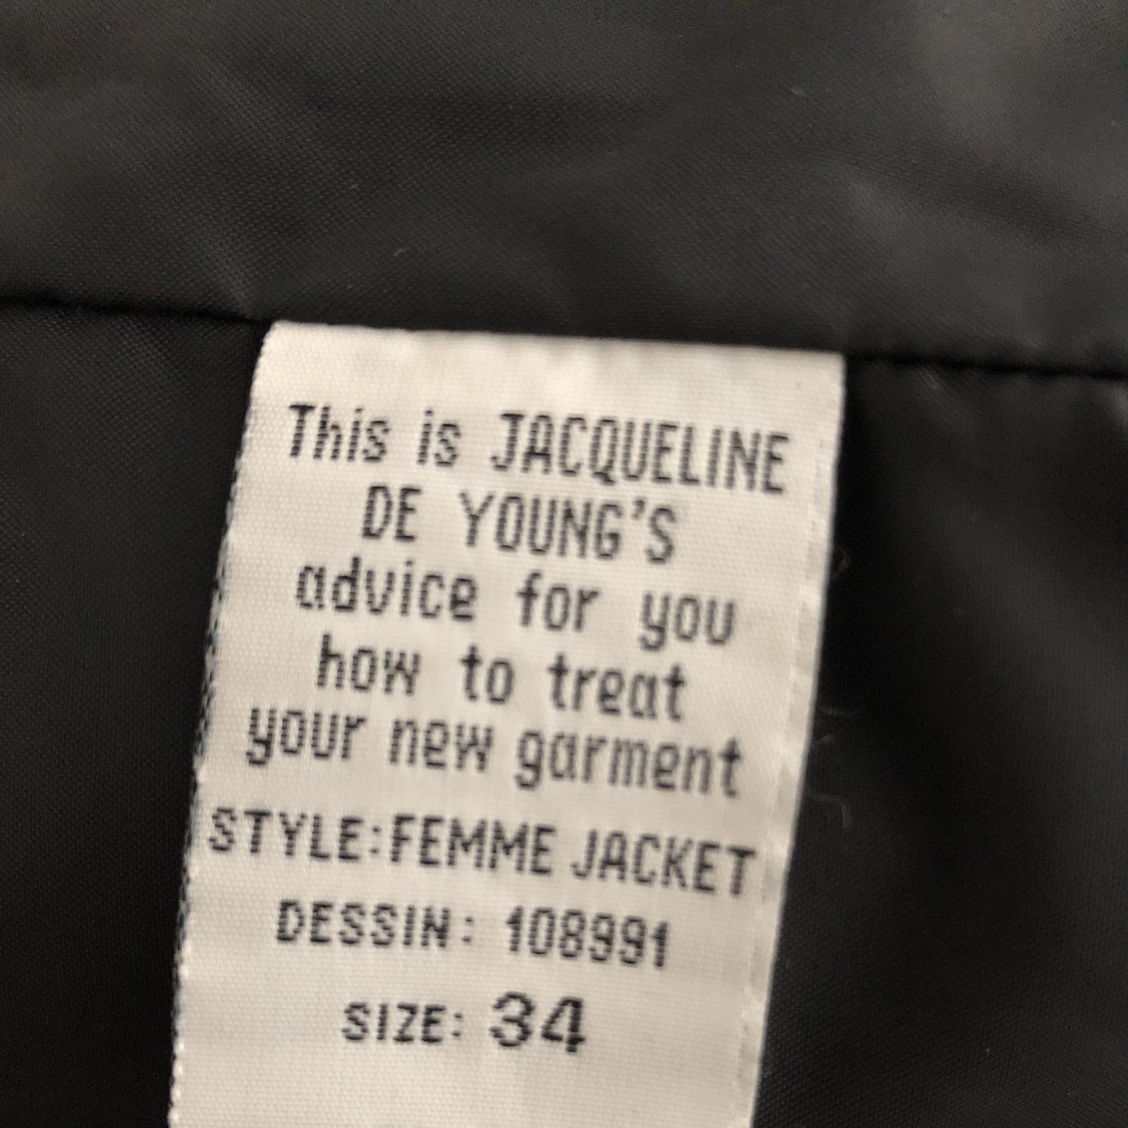 This is JACQUELINE
DE YOUNG'S
advice for you
how to treat
your new garment
STYLE:FEMME JACKET
DESSIN: 108991
SIZE: 34